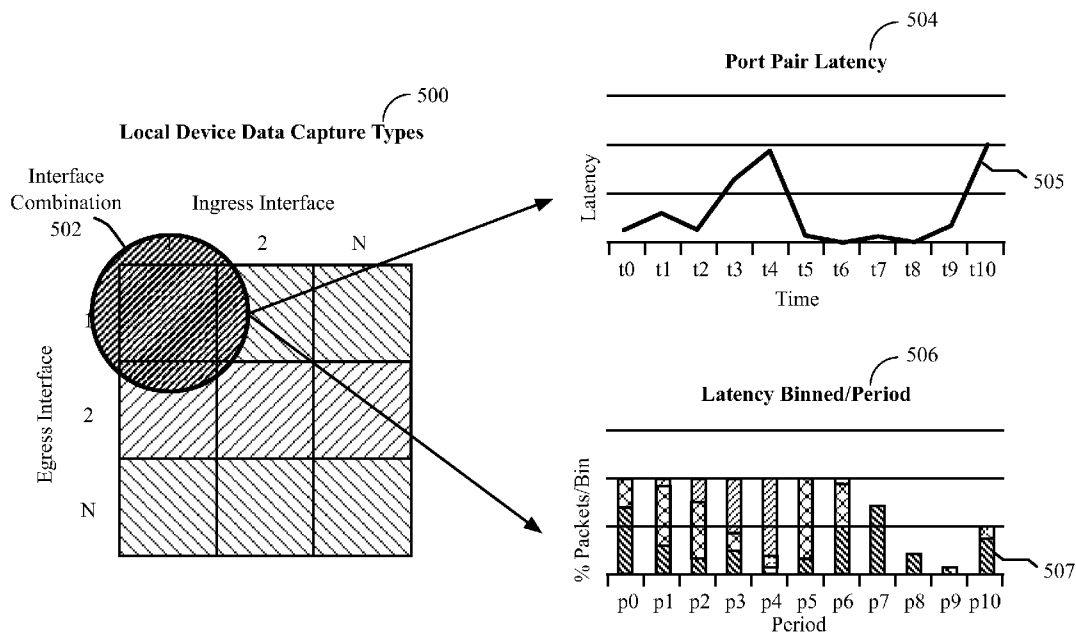 504
Port Pair Latency
500
Local Device Data Capture Types
Interface
Combination
502
Ingress Interface
1 2 N
1
2
N
Egress Interface
Latency
505
t0 t1 t2 t3 t4 t5 t6 t7 t8 t9 t10
Time
506
Latency Binned/Period
% Packets/Bin
507
p0 p1 p2 p3 p4 p5 p6 p7 p8 p9 p10
Period